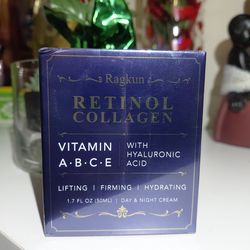 Ragkun
RETINOL
COLLAGEN
VITAMIN
A·B·C·E
WITH
HYALURONIC
ACID
LIFTING | FIRMING | HYDRATING
1.7 FL.OZ (50ML) | DAY & NIGHT CREAM